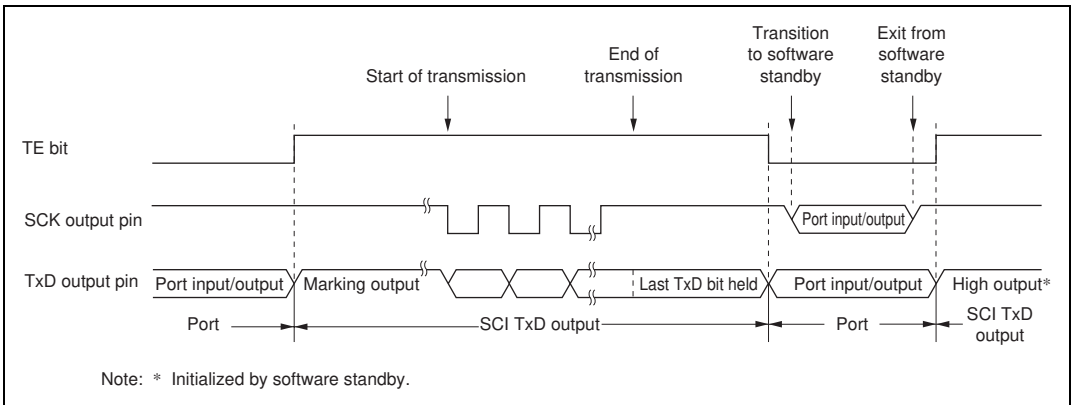 Transition
to software
standby
Exit from
software
standby
End of
transmission
Start of transmission
TE bit
SCK output pin
Port input/output
TxD output pin
Port input/output
Marking output
Last TxD bit held
Port input/output
High output*
Port
SCI TxD output
Port
SCI TxD
output
Note: * Initialized by software standby.